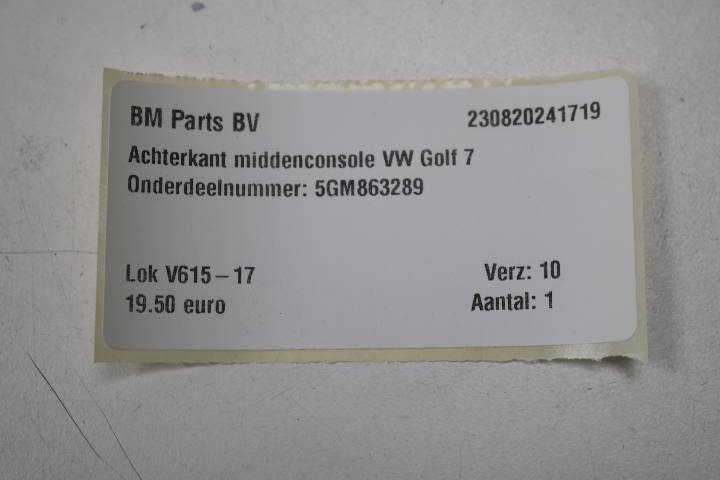 BM Parts BV 230820241719
Achterkant middenconsole VW Golf 7
Onderdeelnummer: 5GM863289
Lok V615-17 Verz: 10
19.50 euro Aantal: 1